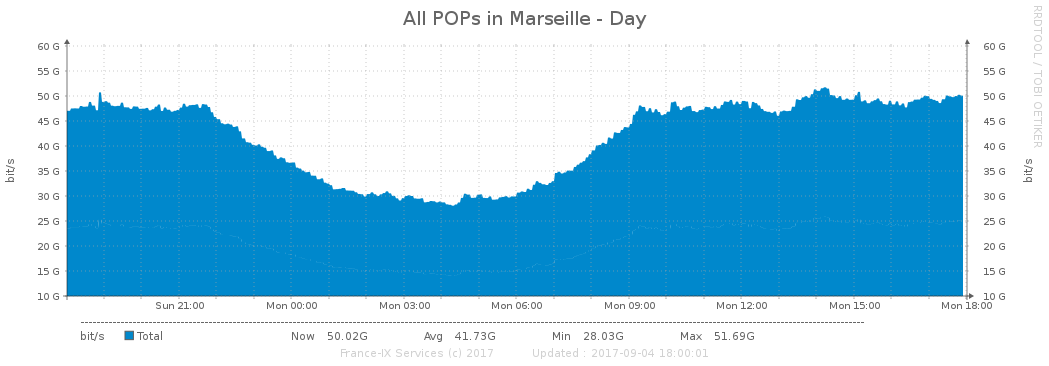 All POPs in Marseille - Day
RRDTOOL / TOBI OETIKER
60 G 60 G
55 G 55 G
50 G 50 G
45 G 45 G
40 G 40 G
35 G 35 G
30 G 30 G
25 G 25 G
20 G 20 G
15 G 15 G
10 G 10 G
bit/s
bit/s
Sun 21:00 Mon 00:00 Mon 03:00 Mon 06:00 Mon 09:00 Mon 12:00 Mon 15:00 Mon 18:00
bit/s Total Now 50.02G Avg 41.73G Min 28.03G Max 51.69G
France-IX Services (c) 2017 Updated : 2017-09-04 18:00:01